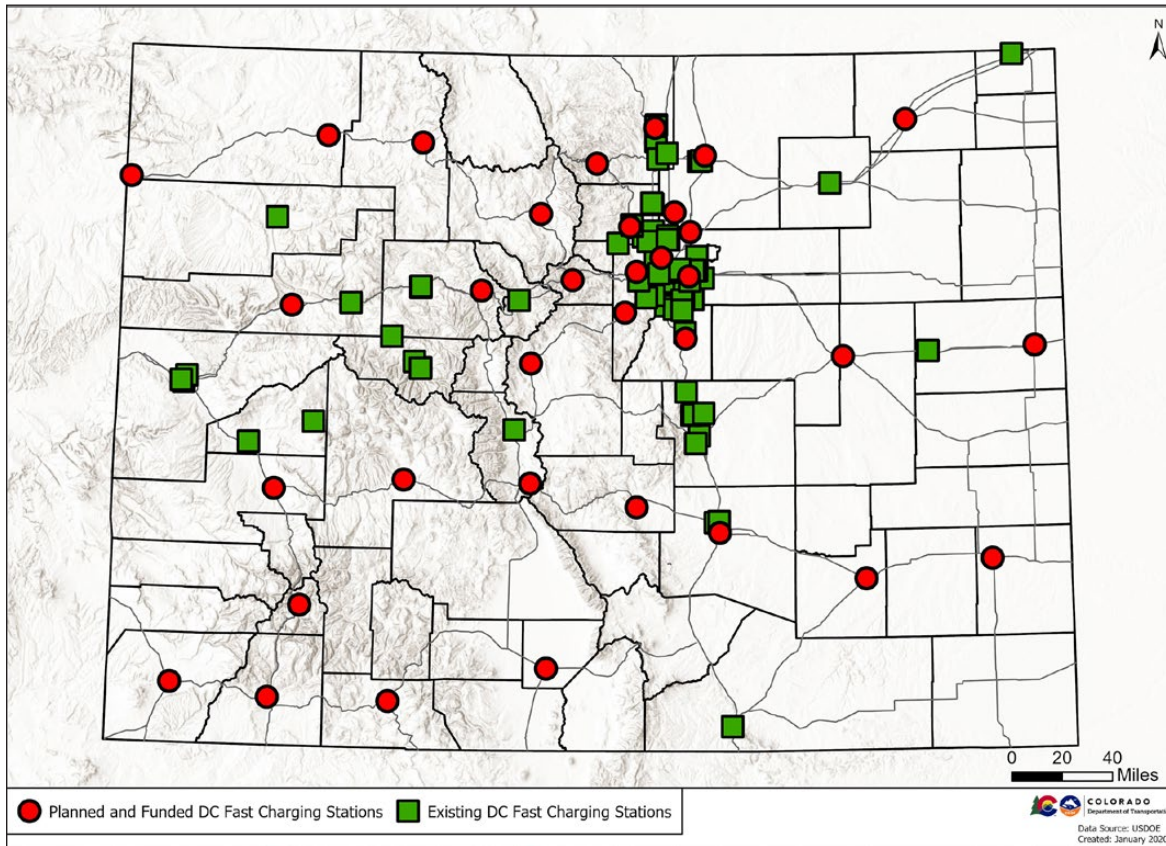 N
0 20 40
Miles
Planned and Funded DC Fast Charging Stations
Existing DC Fast Charging Stations
COLORADO
Department of Transportation
Data Source: USDOE
Created: January 2020